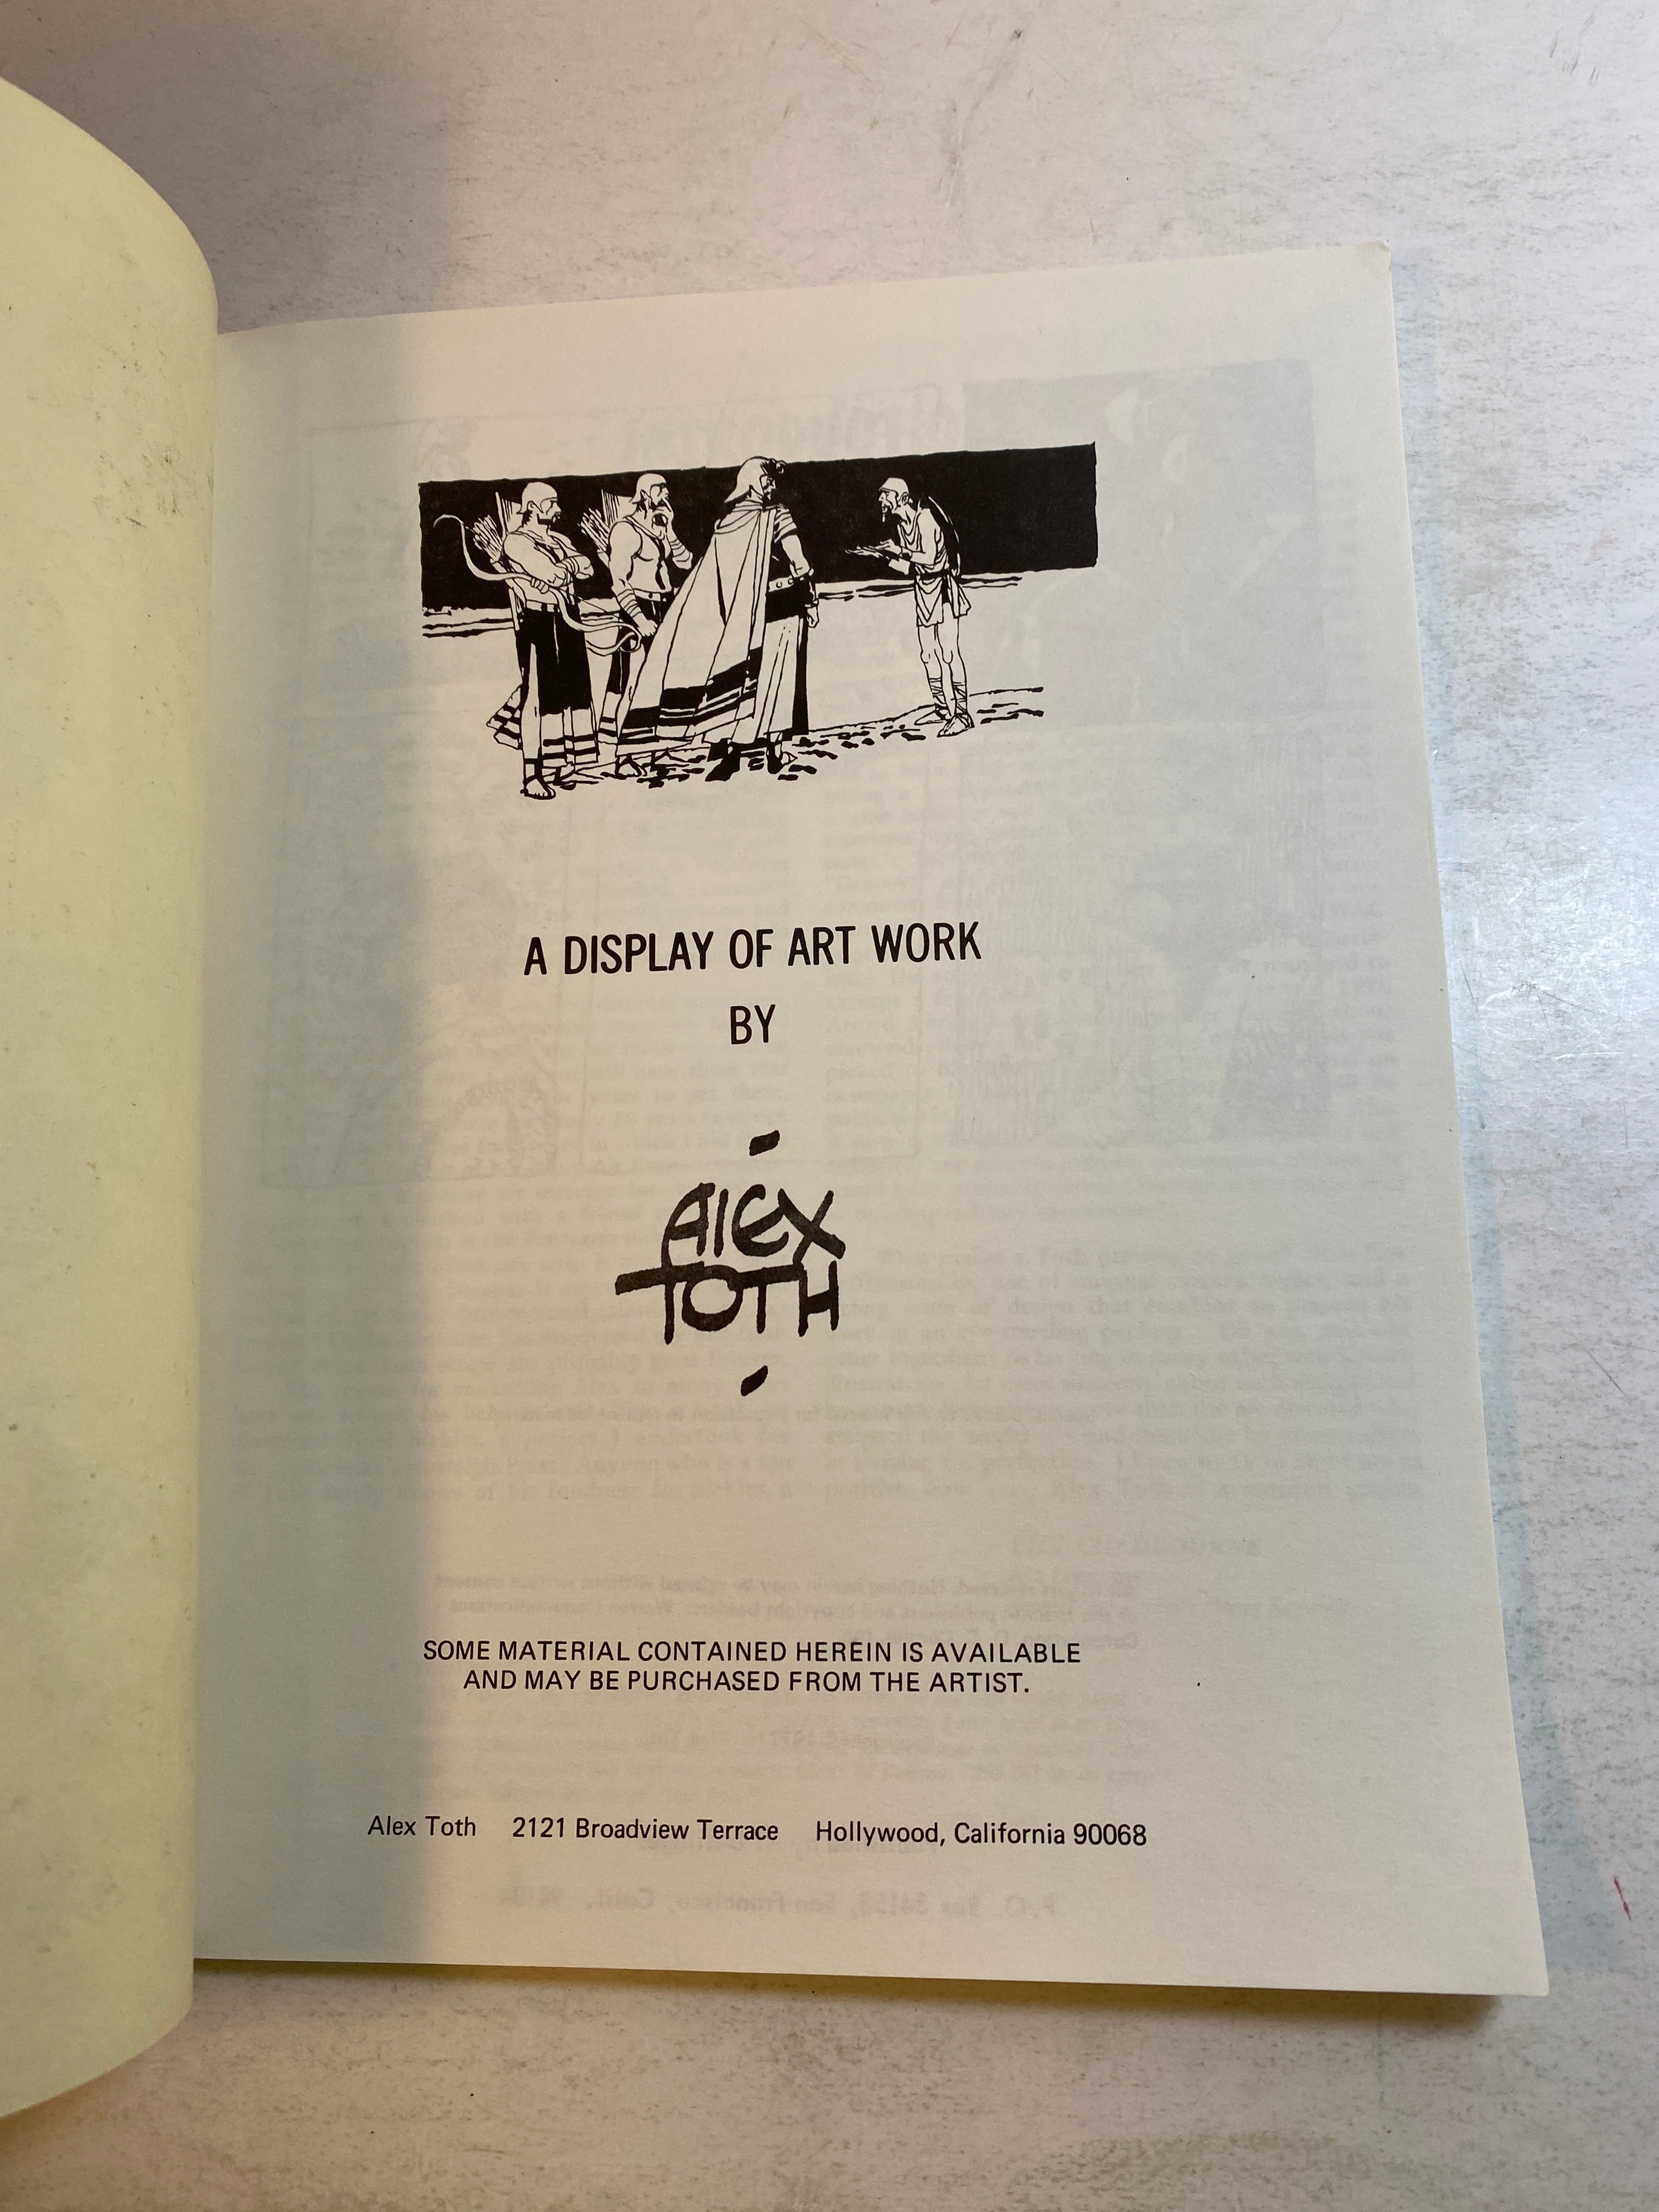 A DISPLAY OF ART WORK
BY
ALEX
TOTH
SOME MATERIAL CONTAINED HEREIN IS AVAILABLE
AND MAY BE PURCHASED FROM THE ARTIST.
Alex Toth 2121 Broadview Terrace Hollywood, California 90068